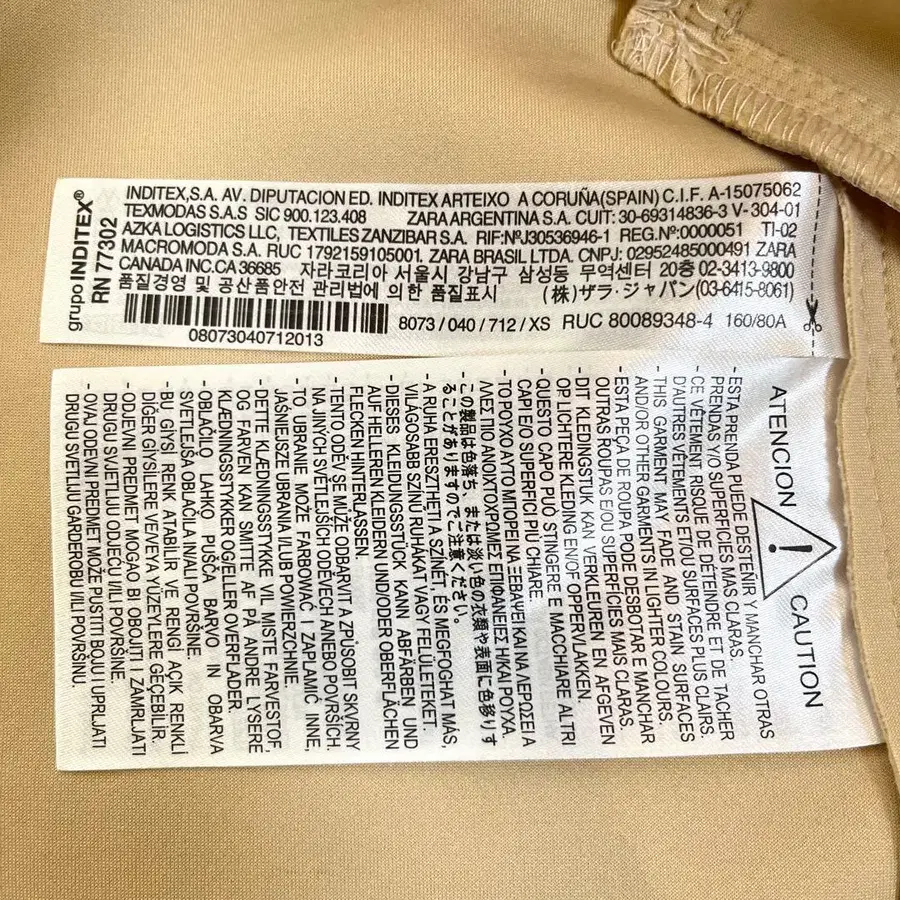 grupo INDITEX®
RN 77302
INDITEX,S.A. AV. DIPUTACION ED. INDITEX ARTEIXO A CORUÑA(SPAIN) C.I.F. A-15075062
TEXMODAS S.A.S SIC 900.123.408 ZARA ARGENTINA S.A. CUIT: 30-69314836-3 V-304-01
AZKA LOGISTICS LLC, TEXTILES ZANZIBAR S.A. RIF:NºJ30536946-1 REG.Nº:0000051 TI-02
MACROMODA S.A. RUC 1792159105001. ZARA BRASIL LTDA. CNPJ: 02952485000491 ZARA
CANADA INC.CA 36685 자라코리아 서울시 강남구 삼성동 무역센터 20층 02-3413-9800
품질경영 및 공산품안전 관리법에 의한 품질표시 (株)ザラ・ジャパン(03-6415-8061)
08073040712013
8073 / 040 / 712 / XS RUC 80089348-4 160/80A
ATENCION
CAUTION
- ESTA PRENDA PUEDE DESTEÑIR Y MANCHAR OTRAS
PRENDAS Y/O SUPERFICIES MAS CLARAS.
- CE VÊTEMENT RISQUE DE DÉTEINDRE ET DE TACHER
D'AUTRES VÊTEMENTS ET/OU SURFACES PLUS CLAIRS.
- THIS GARMENT MAY FADE AND STAIN SURFACES
AND/OR OTHER GARMENTS IN LIGHTER COLOURS.
- ESTA PEÇA DE ROUPA PODE DESBOTAR E MANCHAR
OUTRAS ROUPAS E/OU SUPERFÍCIES MAIS CLARAS.
- DIT KLEDINGSTUK KAN VERKLEUREN EN AFGEVEN
OP LICHTERE KLEDING EN/OF OPPERVLAKKEN.
- QUESTO CAPO PUÒ STINGERE E MACCHIARE ALTRI
CAPI E/O SUPERFICI PIÙ CHIARE.
- ΤΟ ΡΟΥΧΟ ΑΥΤΟ ΜΠΟΡΕΙ ΝΑ ΞΕΒΑΨΕΙ ΚΑΙ ΝΑ ΛΕΡΩΣΕΙ Α
ΛΛΕΣ ΠΙΟ ΑΝΟΙΧΤΟΧΡΩΜΕΣ ΕΠΙΦΑΝΕΙΕΣ Ή ΚΑΙ ΡΟΥΧΑ.
- この製品は色落ち、または淡い色の衣類や表面に色移りす
ることがありますのでご注意ください。
- A RUHA ERESZTHETI A SZÍNÉT, ÉS MEGFOGHAT MÁS,
VILÁGOSABB SZÍNŰ RUHÁKAT VAGY FELÜLETEKET.
- DIESES KLEIDUNGSSTÜCK KANN ABFÄRBEN UND
AUF HELLEREN KLEIDERN UND/ODER OBERFLÄCHEN
FLECKEN HINTERLASSEN.
- TENTO ODĚV SE MŮŽE ODBARVIT A ZPŮSOBIT SKVRNY
NA JINÝCH SVĚTLEJŠÍCH ODĚVECH ANEBO POVRŠÍCH.
- TO UBRANIE MOŻE FARBOWAĆ I ZAPLAMIĆ INNE,
JAŚNIEJSZE UBRANIA I/LUB POWIERZCHNIE.
- DETTE KLÆDNINGSSTYKKE VIL MISTE FARVESTOF,
OG FARVEN KAN SMITTE AF PÅ ANDRE LYSERE
KLÆDNINGSSTYKKER OG/ELLER OVERFLADER.
- OBLAČILO LAHKO PUŠČA BARVO IN OBARVA
SVETLEJŠA OBLAČILA IN/ALI POVRŠINE.
- BU GİYSİ RENK ATABİLİR VE RENGİ AÇIK RENKLİ
DİĞER GİYSİLERE VE/VEYA YÜZEYLERE GEÇEBİLİR.
- ODJEVNI PREDMET MOGAO BI OBOJITI ZAMRLJATI
DRUGU SVJETLIJU ODJEĆU I/ILI POVRŠINE.
- OVAJ ODEVNI PREDMET MOŽE PUSTITI BOJU I UPRLJATI
DRUGU SVETLIJU GARDEROBU I/ILI POVRŠINU.